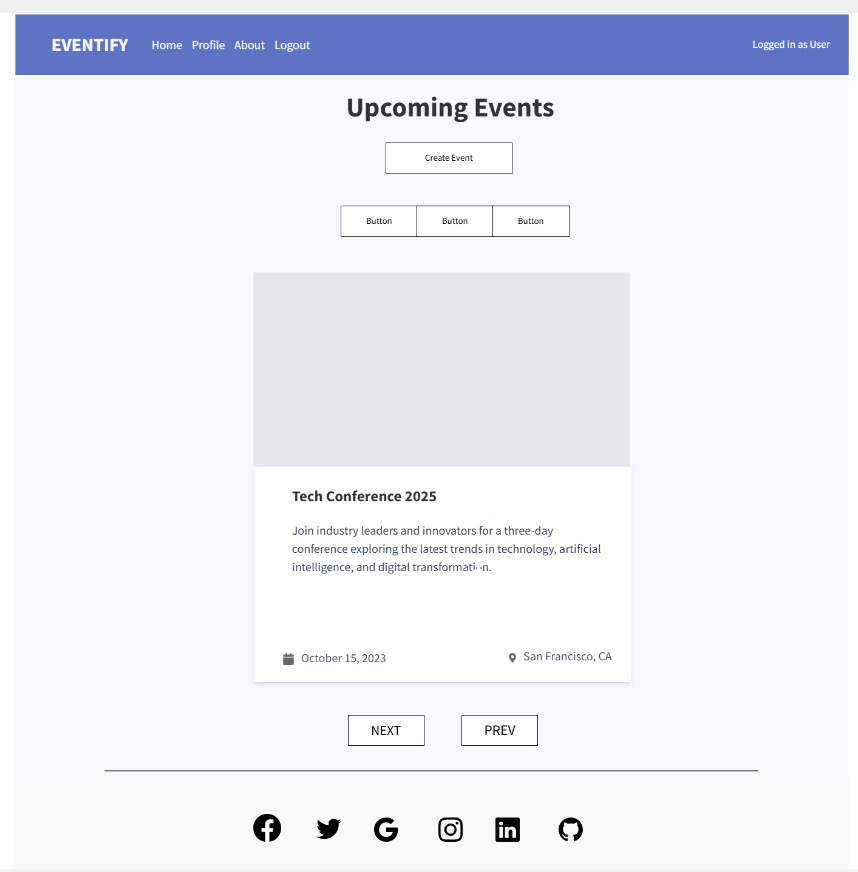 EVENTIFY Home Profile About Logout Logged in as User
Upcoming Events
Create Event
Button Button Button
Tech Conference 2025
Join industry leaders and innovators for a three-day
conference exploring the latest trends in technology, artificial
intelligence, and digital transformation.
October 15, 2023 San Francisco, CA
NEXT PREV